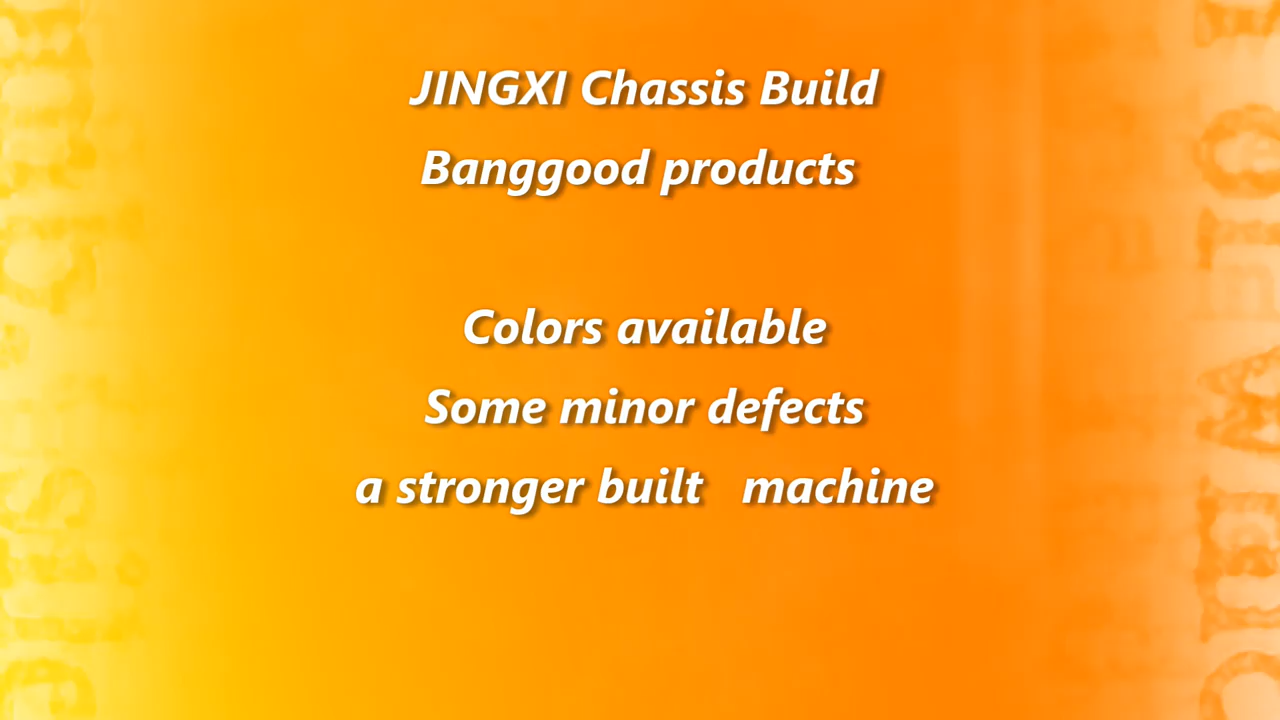 JINGXI Chassis Build
Banggood products
Colors available
Some minor defects
a stronger built machine